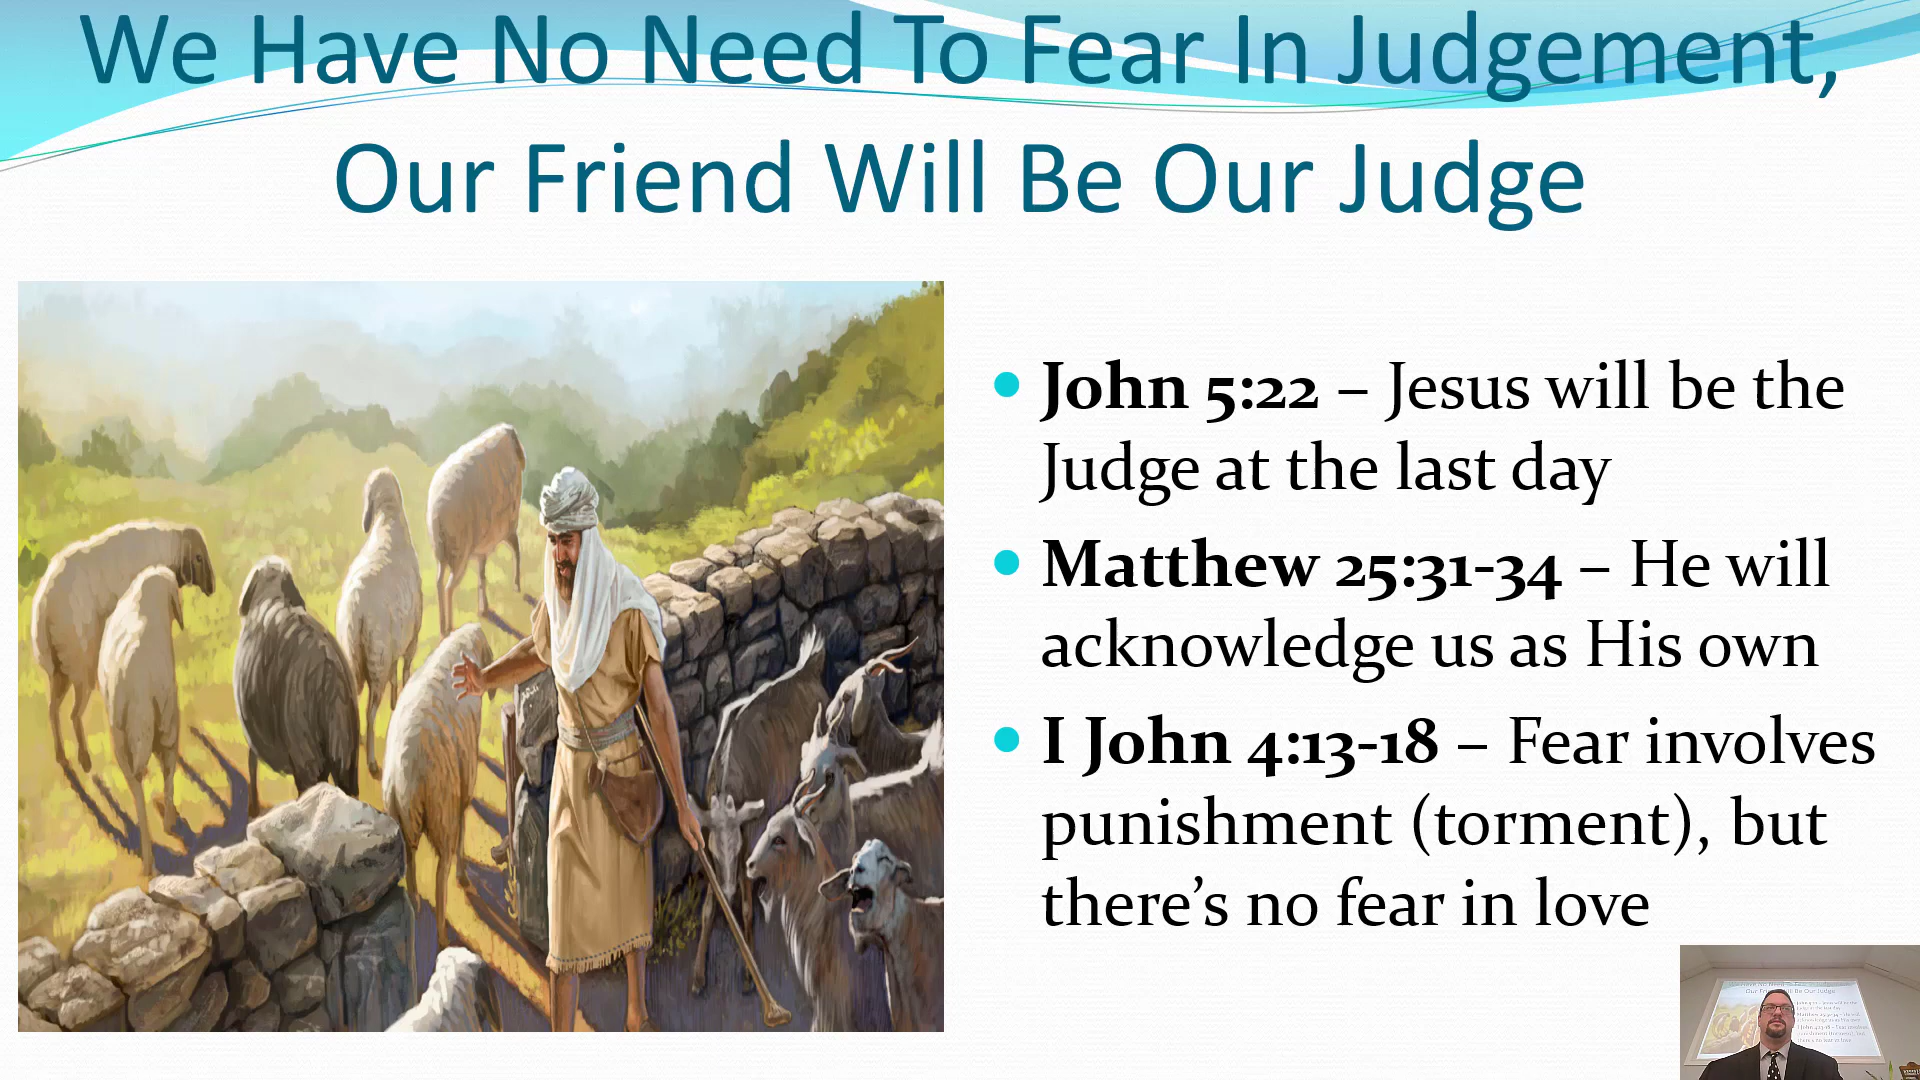 We Have No Need To Fear In Judgement,
Our Friend Will Be Our Judge
John 5:22 – Jesus will be the
Judge at the last day
Matthew 25:31-34 – He will
acknowledge us as His own
I John 4:13-18 – Fear involves
punishment (torment), but
there's no fear in love